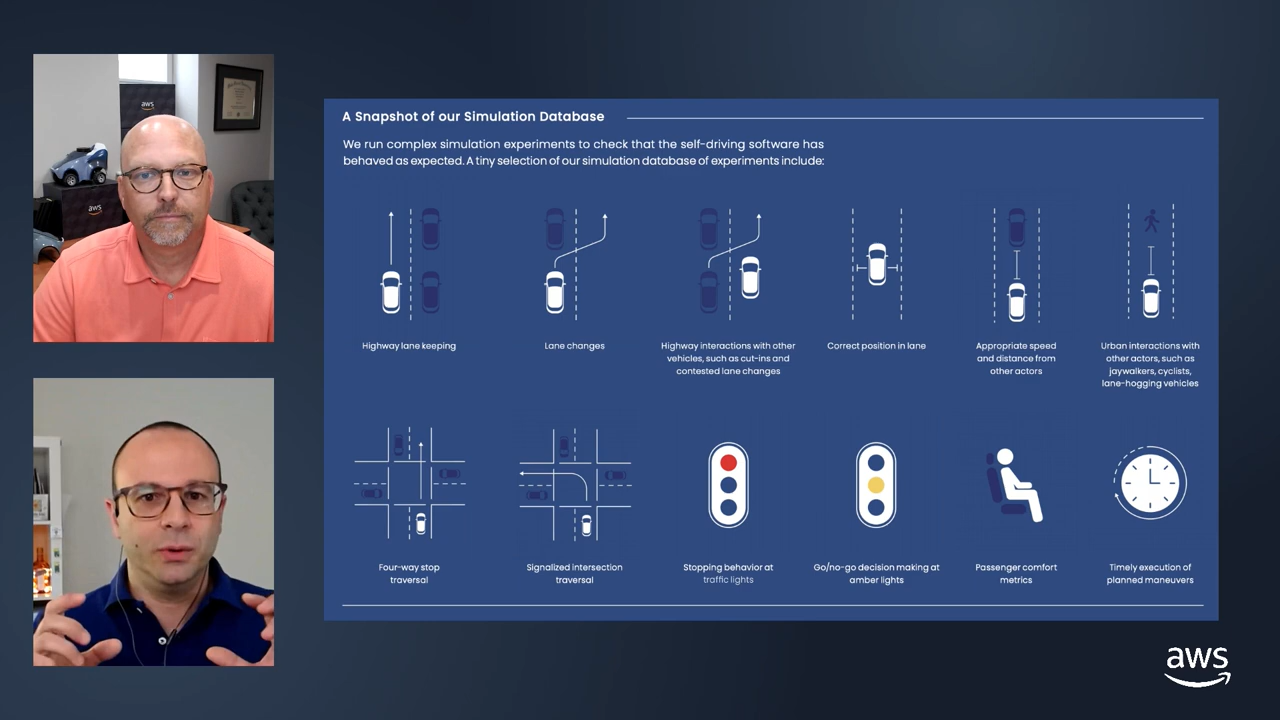 aws
aws
A Snapshot of our Simulation Database
We run complex simulation experiments to check that the self-driving software has
behaved as expected. A tiny selection of our simulation database of experiments include:
Highway lane keeping
Lane changes
Highway interactions with other
vehicles, such as cut-ins and
contested lane changes
Correct position in lane
Appropriate speed
and distance from
other actors
Urban interactions with
other actors, such as
jaywalkers, cyclists,
lane-hogging vehicles
Four-way stop
traversal
Signalized intersection
traversal
Stopping behavior at
traffic lights
Go/no-go decision making at
amber lights
Passenger comfort
metrics
Timely execution of
planned maneuvers
aws